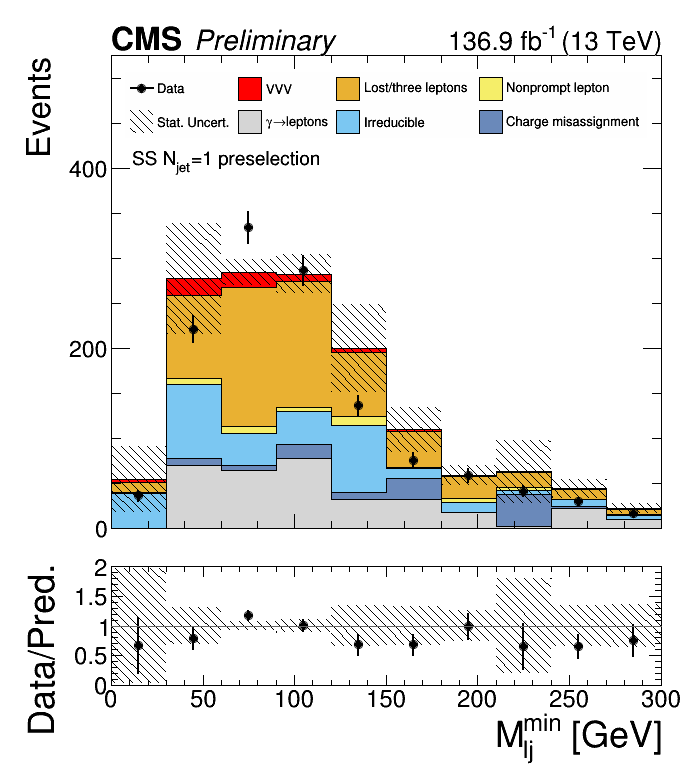 CMS Preliminary 136.9 fb⁻¹ (13 TeV)
Events
Data VVV Lost/three leptons Nonprompt lepton
Stat. Uncert. γ→leptons Irreducible Charge misassignment
SS N_jet=1 preselection
400
200
0
Data/Pred.
2
1.5
1
0.5
0
0 50 100 150 200 250 300
M_lj^min [GeV]